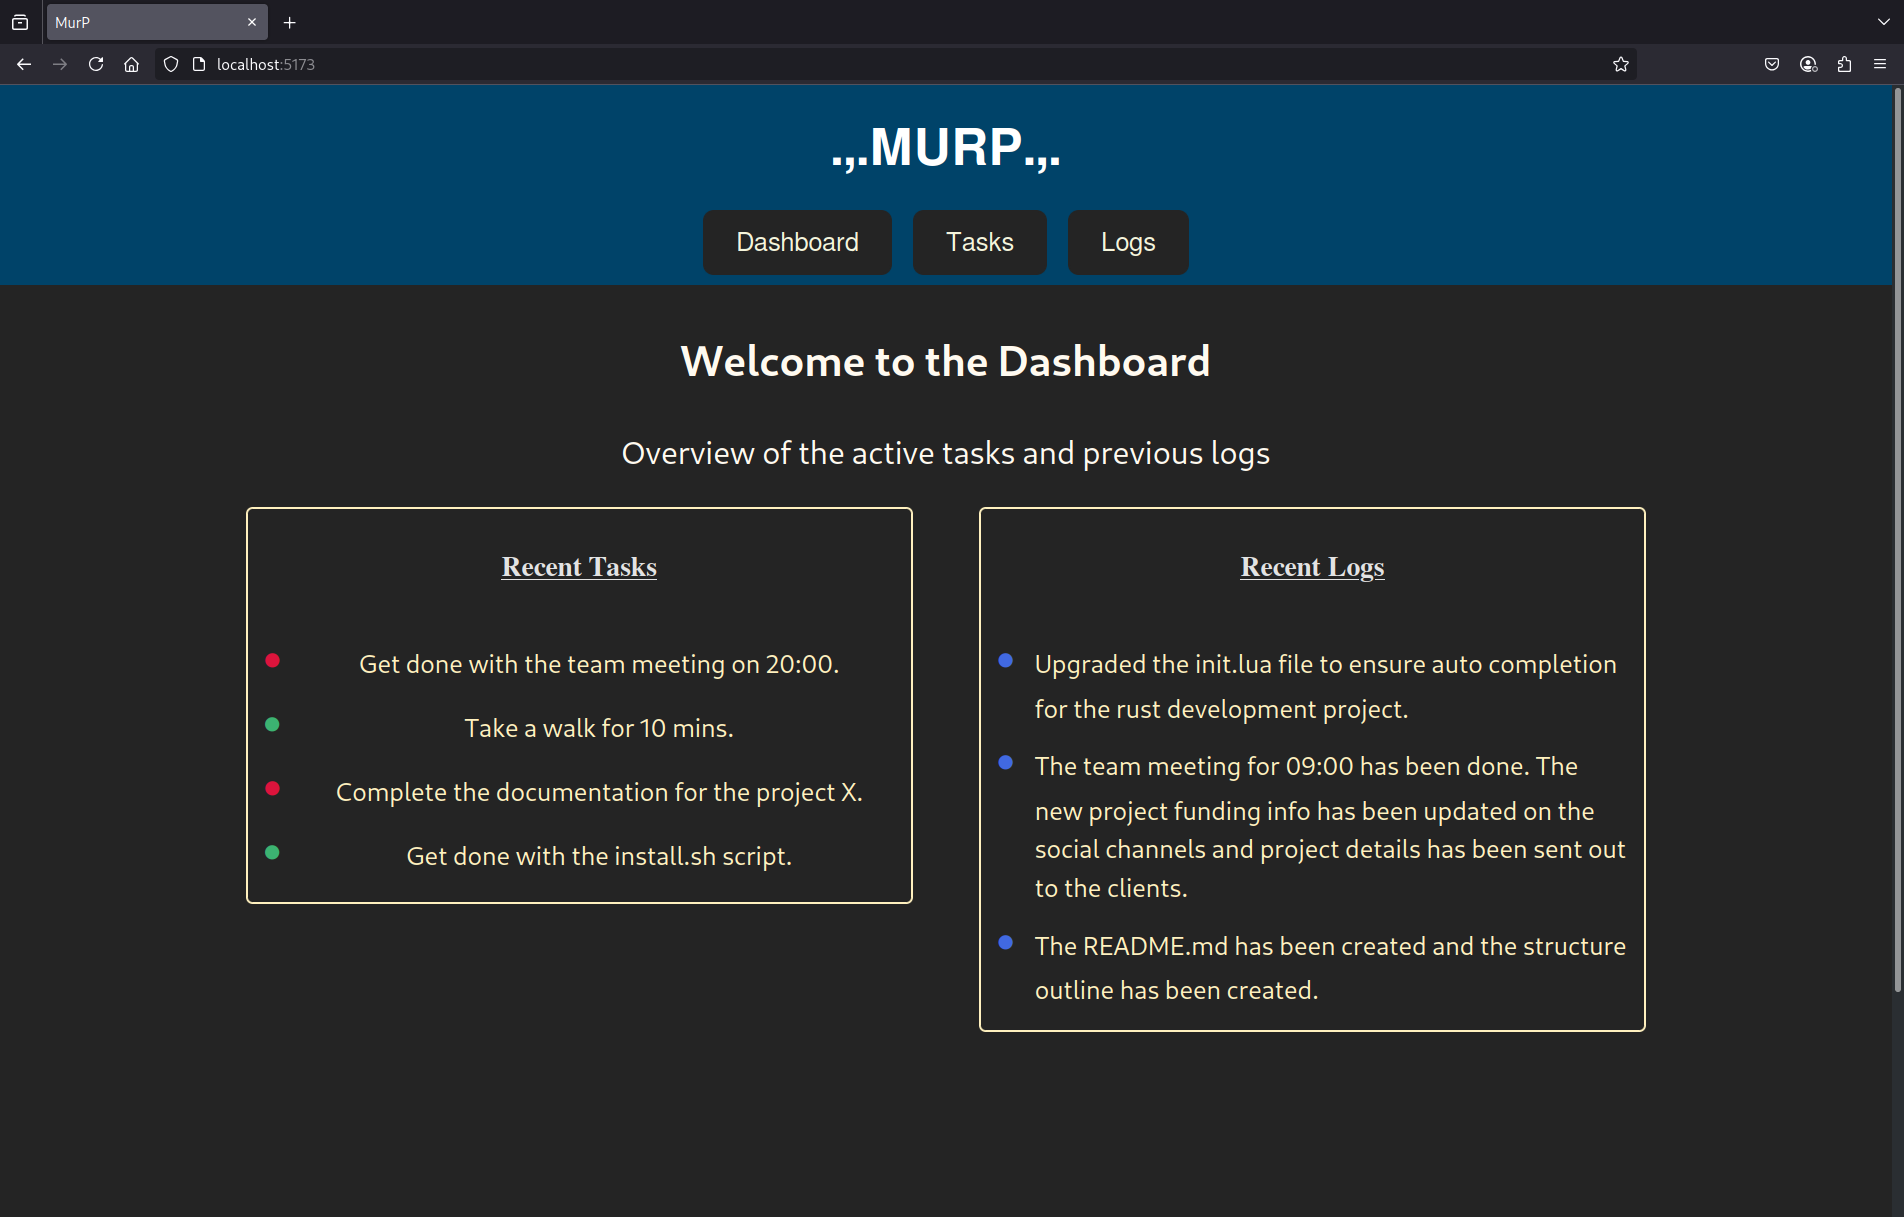 MurP
localhost:5173
.,.MURP.,.
Dashboard
Tasks
Logs
Welcome to the Dashboard
Overview of the active tasks and previous logs
Recent Tasks
Get done with the team meeting on 20:00.
Take a walk for 10 mins.
Complete the documentation for the project X.
Get done with the install.sh script.
Recent Logs
Upgraded the init.lua file to ensure auto completion
for the rust development project.
The team meeting for 09:00 has been done. The
new project funding info has been updated on the
social channels and project details has been sent out
to the clients.
The README.md has been created and the structure
outline has been created.